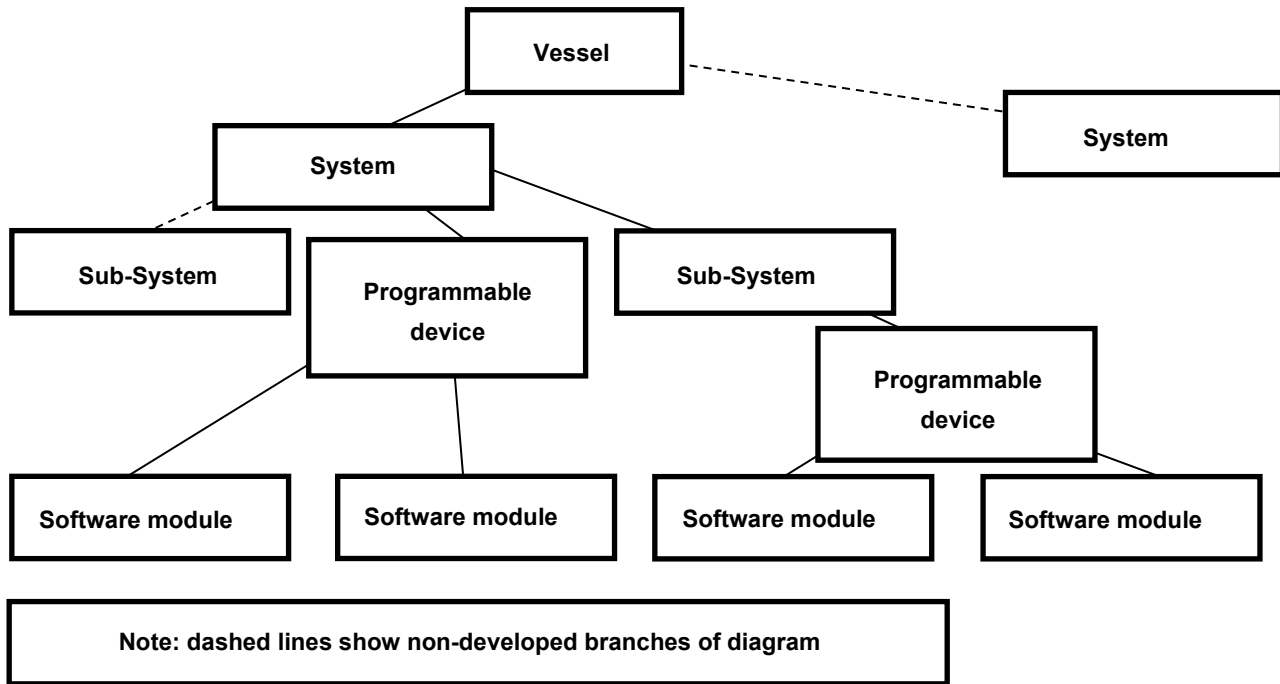 Vessel
System
System
Sub-System
Programmable
device
Sub-System
Programmable
device
Software module
Software module
Software module
Software module
Note: dashed lines show non-developed branches of diagram